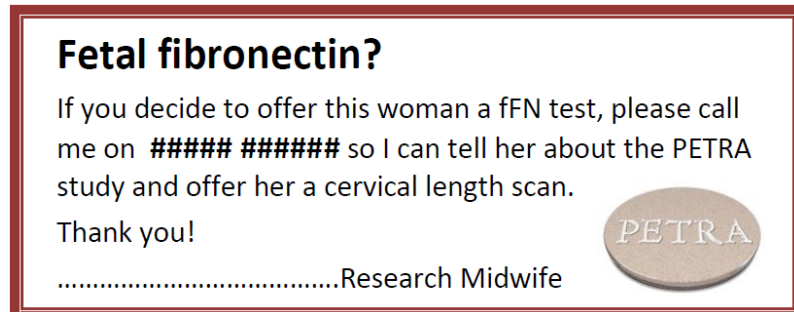 Fetal fibronectin?
If you decide to offer this woman a fFN test, please call
me on ##### ###### so I can tell her about the PETRA
study and offer her a cervical length scan.
Thank you!
PETRA
…………………………………….Research Midwife